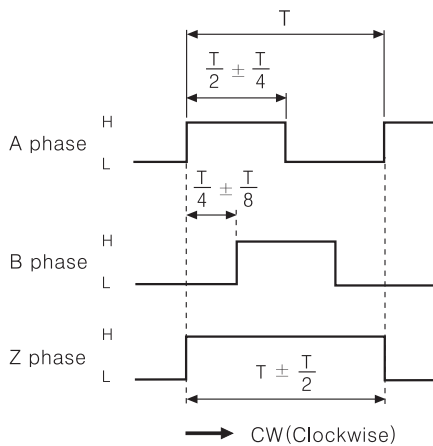 T
T/2 ± T/4
H
A phase
L
T/4 ± T/8
H
B phase
L
H
Z phase
L
T ± T/2
CW(Clockwise)